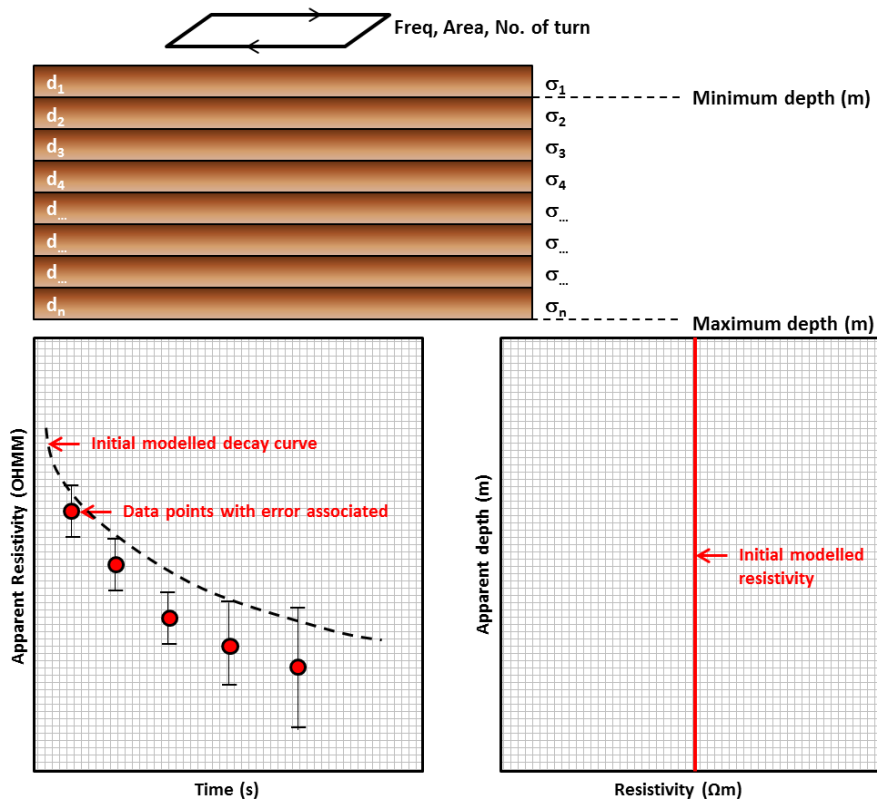 Freq, Area, No. of turn
d1 σ1
Minimum depth (m)
d2 σ2
d3 σ3
d4 σ4
d... σ...
d... σ...
d... σ...
dn σn
Maximum depth (m)
Apparent Resistivity (OHMM)
Initial modelled decay curve
Data points with error associated
Time (s)
Apparent depth (m)
Initial modelled
resistivity
Resistivity (Ωm)